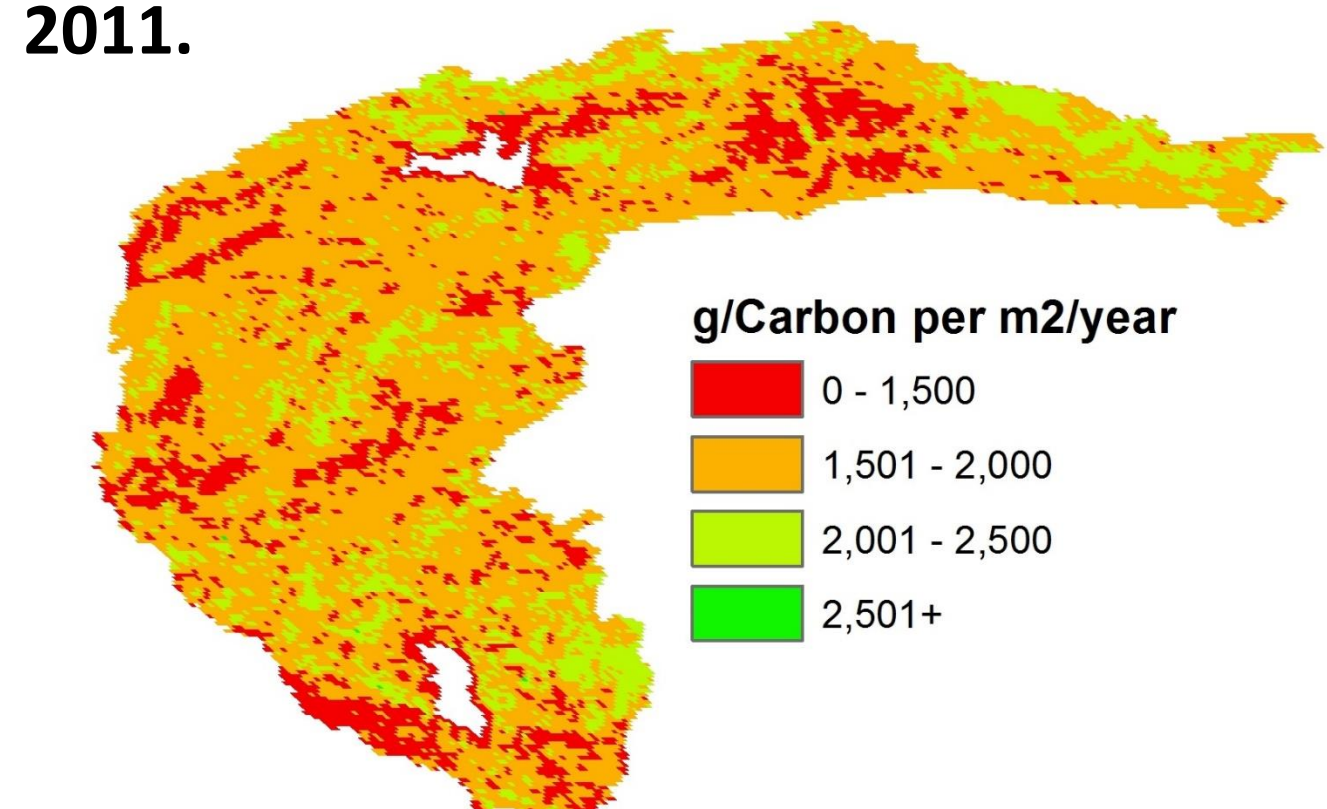 2011.
g/Carbon per m2/year
0 - 1,500
1,501 - 2,000
2,001 - 2,500
2,501+